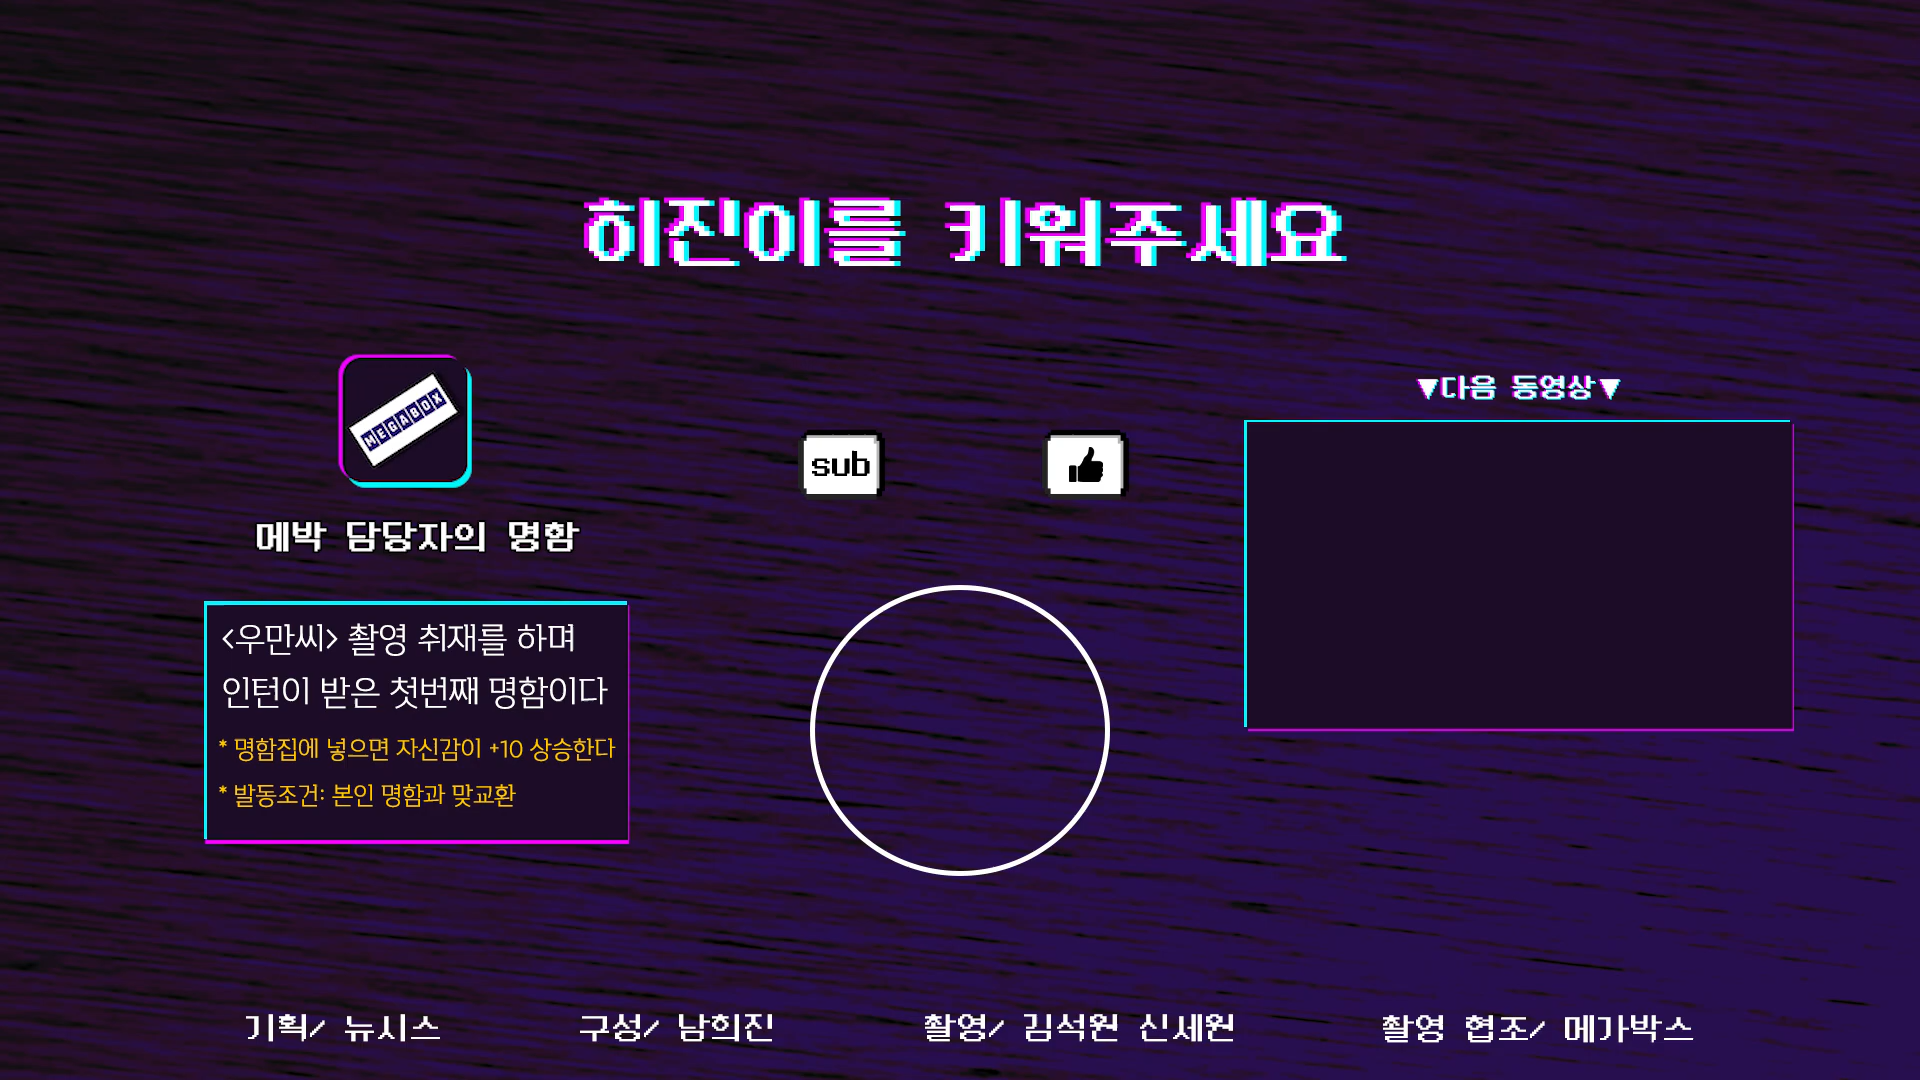 히진이를 키워주세요
MEGABOX
메박 담당자의 명함
<우만씨> 촬영 취재를 하며
인턴이 받은 첫번째 명함이다
* 명함집에 넣으면 자신감이 +10 상승한다
* 발동조건: 본인 명함과 맞교환
sub
▼다음 동영상▼
기획/ 뉴시스
구성/ 남희진
촬영/ 김석원 신세원
촬영 협조/ 메가박스